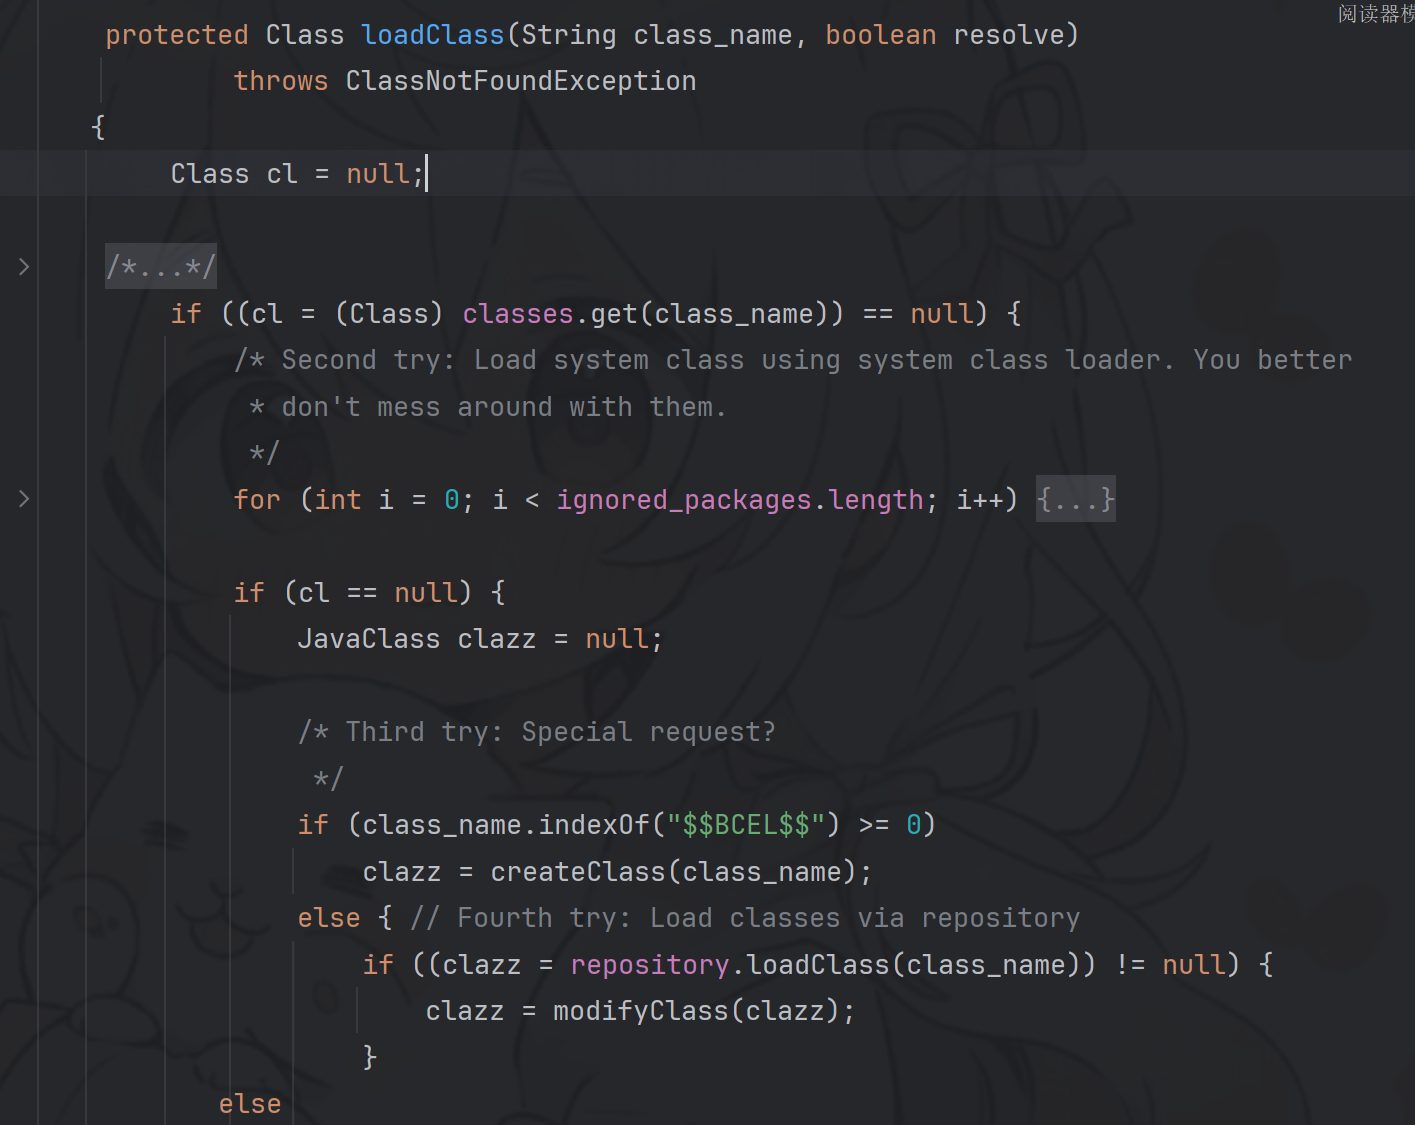 阅读器模
protected Class loadClass(String class_name, boolean resolve)
throws ClassNotFoundException
{
Class cl = null;
/*...*/
if ((cl = (Class) classes.get(class_name)) == null) {
/* Second try: Load system class using system class loader. You better
* don't mess around with them.
*/
for (int i = 0; i < ignored_packages.length; i++) {...}
if (cl == null) {
JavaClass clazz = null;
/* Third try: Special request?
*/
if (class_name.indexOf("$$BCEL$$") >= 0)
clazz = createClass(class_name);
else { // Fourth try: Load classes via repository
if ((clazz = repository.loadClass(class_name)) != null) {
clazz = modifyClass(clazz);
}
else